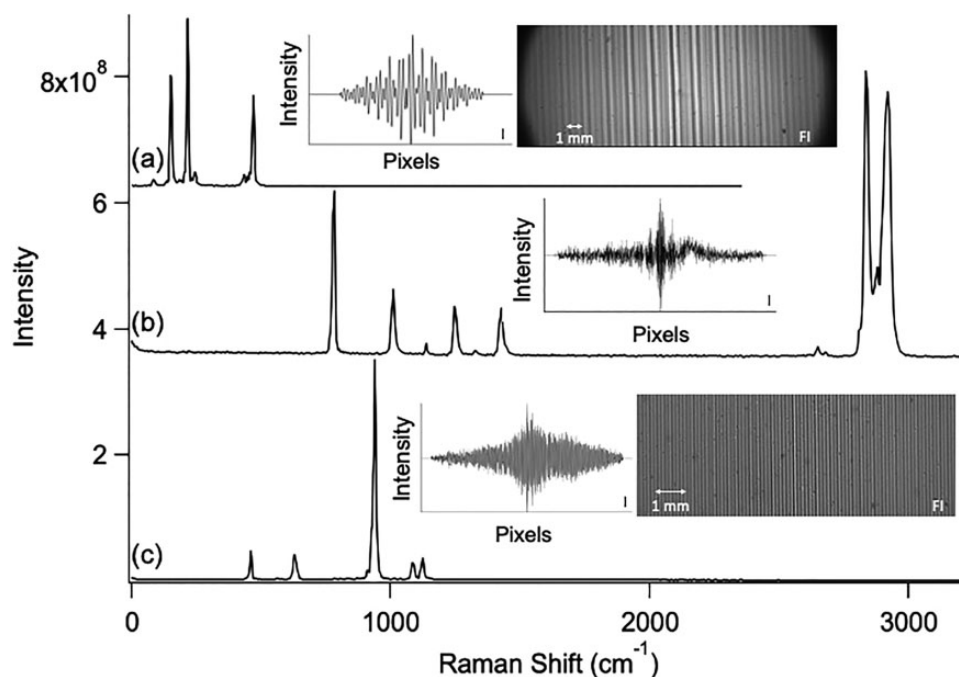 8x10⁸
6
4
2
Intensity
(a)
(b)
(c)
Intensity
Pixels
I
1 mm
FI
Intensity
Pixels
I
Intensity
Pixels
I
1 mm
FI
0
1000
2000
3000
Raman Shift (cm⁻¹)